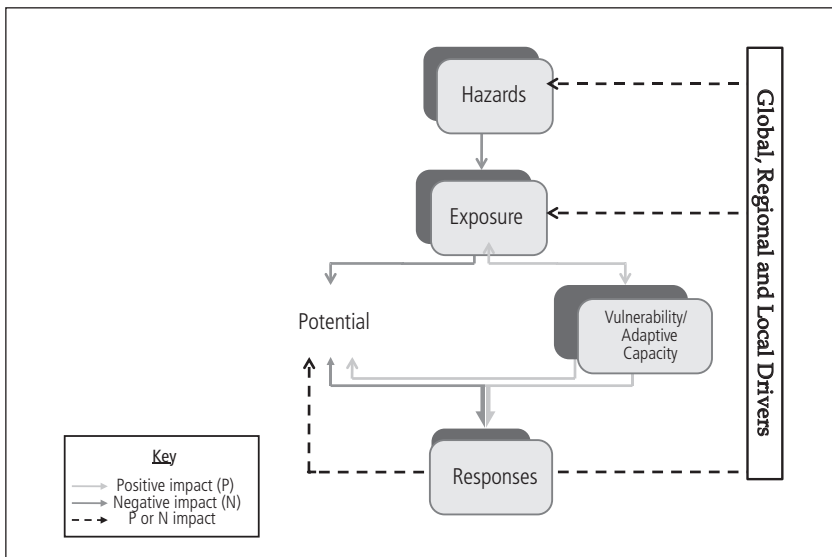 Hazards
Exposure
Potential
Vulnerability/
Adaptive
Capacity
Responses
Global, Regional and Local Drivers
Key
Positive impact (P)
Negative impact (N)
P or N impact